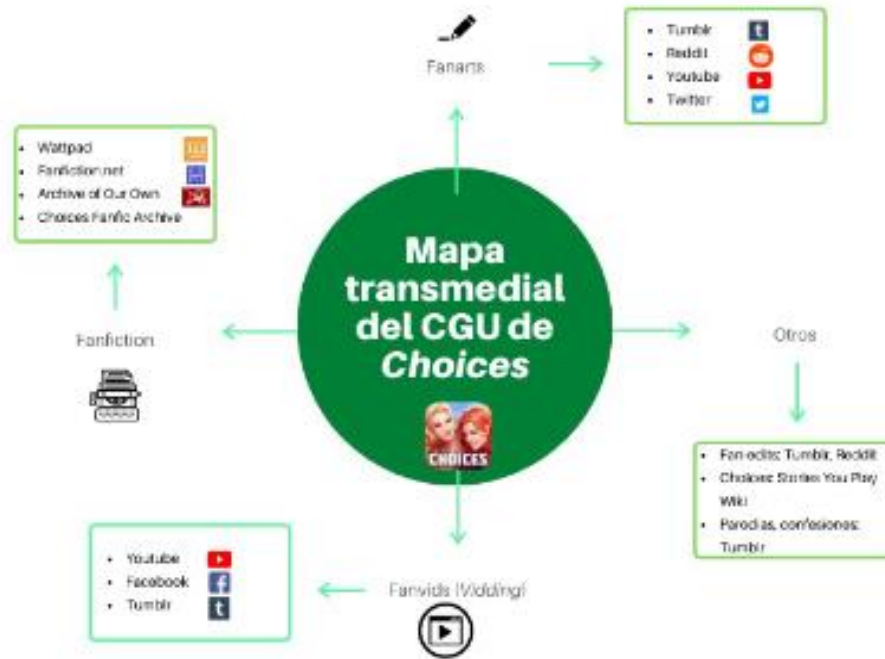 Fanarts
• Tumblr
• Reddit
• Youtube
• Twitter
• Wattpad
• Fanfiction.net
• Archive of Our Own
• Choices Fanfic Archive
Mapa
transmedial
del CGU de
Choices
CHOICES
Fanfiction
Otros
• Fan edits: Tumblr, Reddit
• Choices: Stories You Play
Wiki
• Parodias, confesiones:
Tumblr
• Youtube
• Facebook
• Tumblr
Fanvids (Vidding)